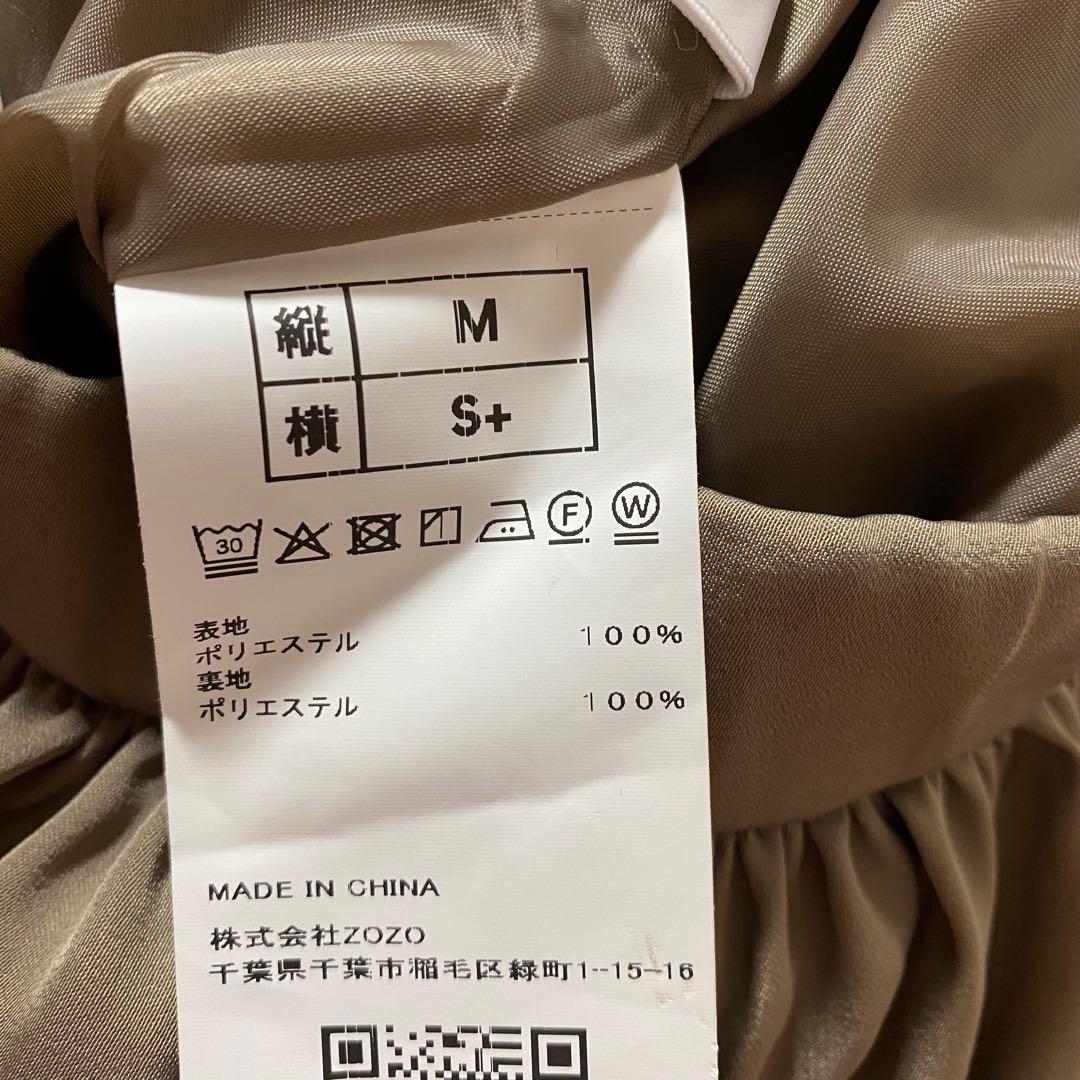 縦 M
横 S+
30 F W
表地
ポリエステル 100%
裏地
ポリエステル 100%
MADE IN CHINA
株式会社ZOZO
千葉県千葉市稲毛区緑町1-15-16